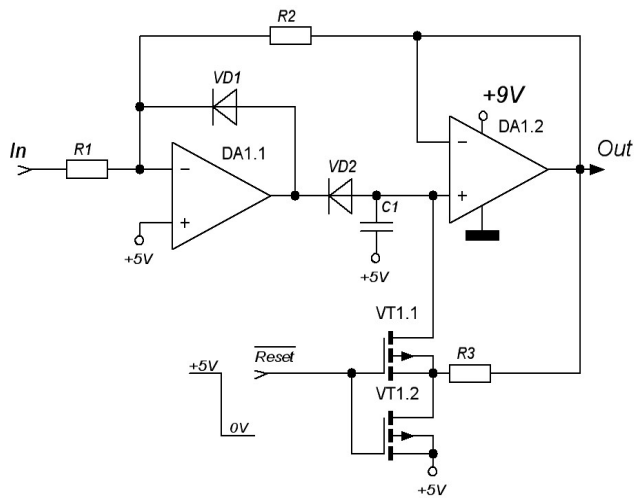 R2
VD1
+9V
DA1.2
In
R1
DA1.1
VD2
Out
−
+
−
+
C1
+5V
+5V
VT1.1
Reset
R3
+5V
VT1.2
0V
+5V